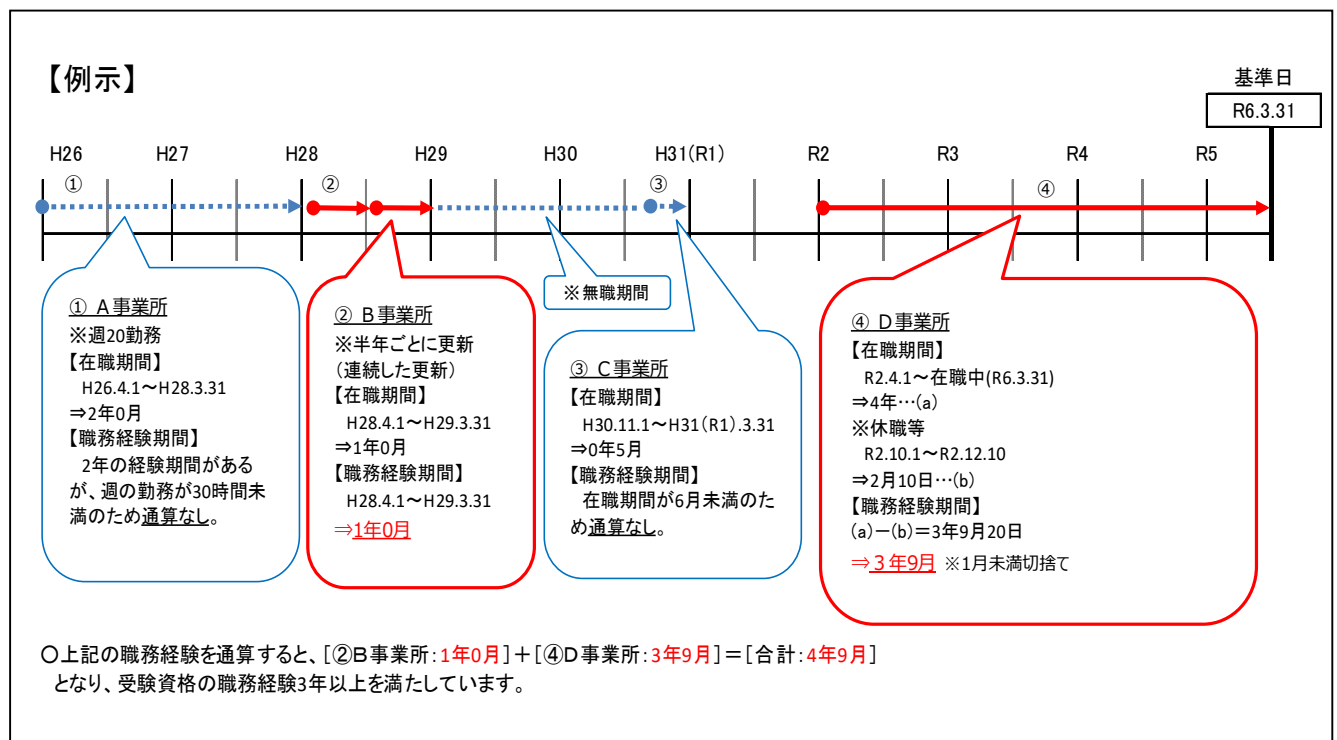 【例示】
基準日
R6.3.31
H26 H27 H28 H29 H30 H31(R1) R2 R3 R4 R5
① ② ③ ④
※無職期間
① A事業所
※週20勤務
【在職期間】
H26.4.1～H28.3.31
⇒2年0月
【職務経験期間】
2年の経験期間がある
が、週の勤務が30時間未
満のため通算なし。
② B事業所
※半年ごとに更新
(連続した更新)
【在職期間】
H28.4.1～H29.3.31
⇒1年0月
【職務経験期間】
H28.4.1～H29.3.31
⇒1年0月
③ C事業所
【在職期間】
H30.11.1～H31(R1).3.31
⇒0年5月
【職務経験期間】
在職期間が6月未満のた
め通算なし。
④ D事業所
【在職期間】
R2.4.1～在職中(R6.3.31)
⇒4年…(a)
※休職等
R2.10.1～R2.12.10
⇒2月10日…(b)
【職務経験期間】
(a)－(b)＝3年9月20日
⇒３年9月 ※1月未満切捨て
〇上記の職務経験を通算すると、[②B事業所：1年0月]＋[④D事業所：3年9月]＝[合計：4年9月]
となり、受験資格の職務経験3年以上を満たしています。